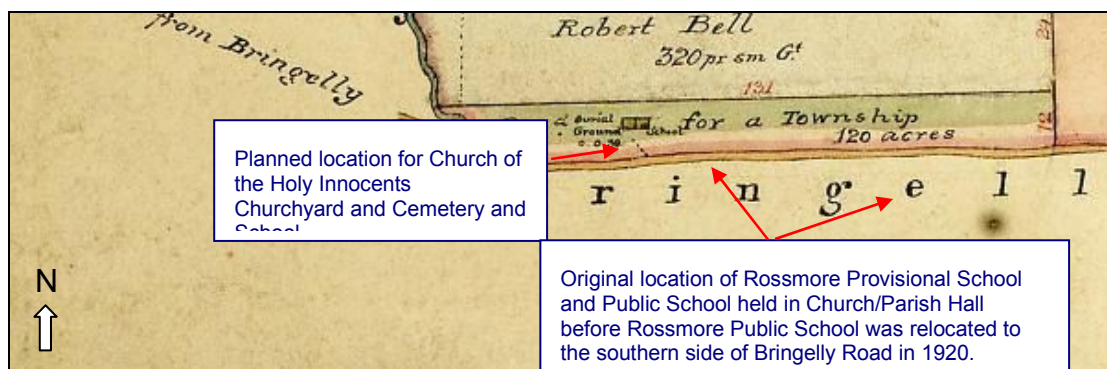 from Bringelly
Robert Bell
320 pr sm Gt.
131
Burial
Ground
School
for a Township
120 acres
12
r i n g e l l
Planned location for Church of
the Holy Innocents
Churchyard and Cemetery and
School
Original location of Rossmore Provisional School
and Public School held in Church/Parish Hall
before Rossmore Public School was relocated to
the southern side of Bringelly Road in 1920.
N